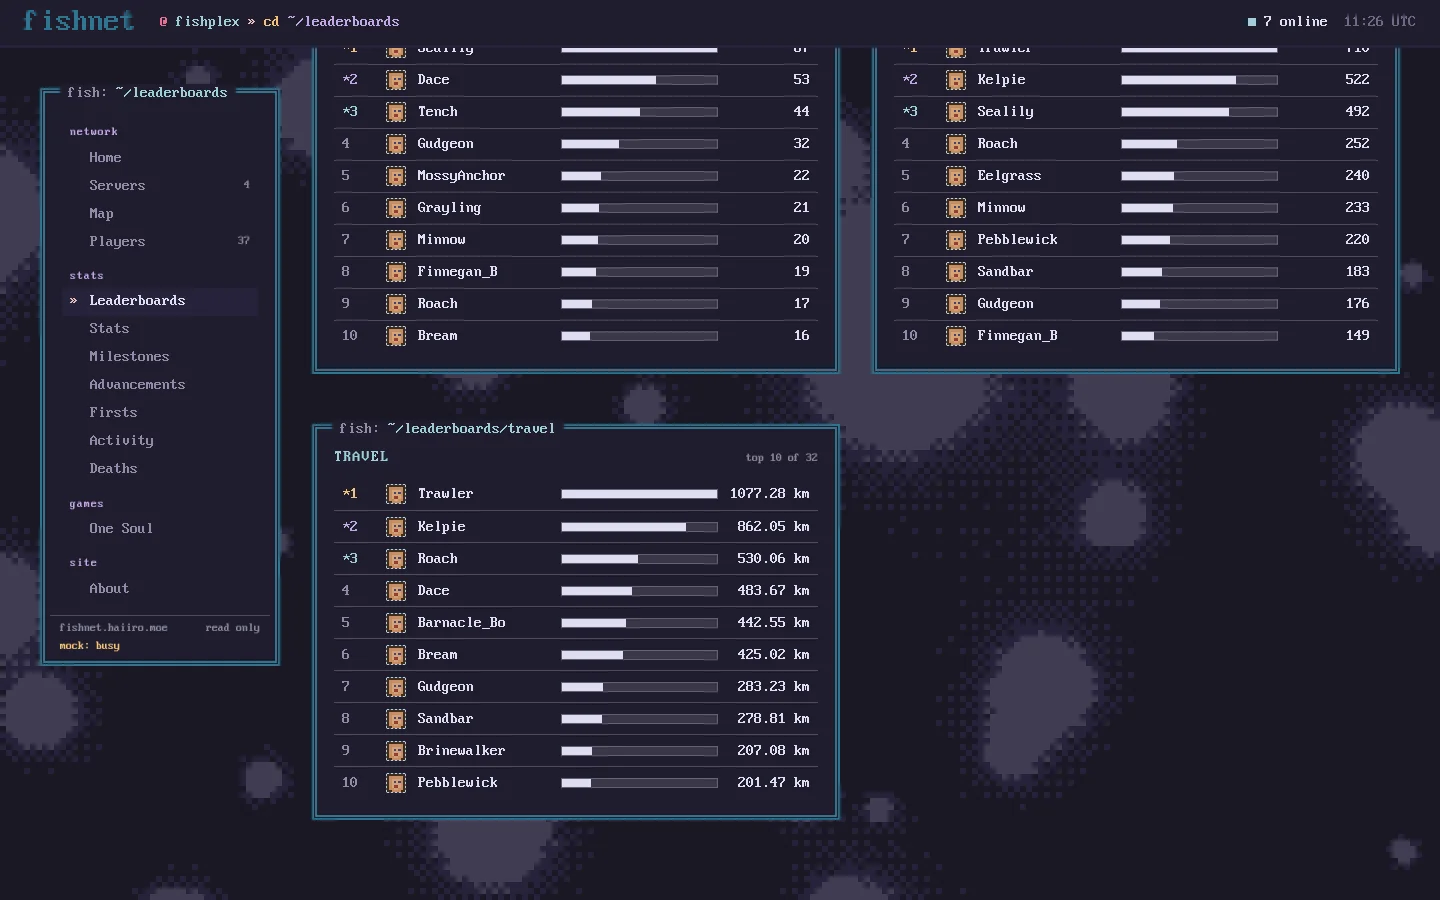 fishnet
@ fishplex » cd ~/leaderboards
7 online 11:26 UTC
fish: ~/leaderboards
network
Home
Servers 4
Map
Players 37
stats
» Leaderboards
Stats
Milestones
Advancements
Firsts
Activity
Deaths
games
One Soul
site
About
fishnet.haiiro.moe read only
mock: busy
*1 Sealily
*2 Dace 53
*3 Tench 44
4 Gudgeon 32
5 MossyAnchor 22
6 Grayling 21
7 Minnow 20
8 Finnegan_B 19
9 Roach 17
10 Bream 16
*1 Trawler
*2 Kelpie 522
*3 Sealily 492
4 Roach 252
5 Eelgrass 240
6 Minnow 233
7 Pebblewick 220
8 Sandbar 183
9 Gudgeon 176
10 Finnegan_B 149
fish: ~/leaderboards/travel
TRAVEL top 10 of 32
*1 Trawler 1077.28 km
*2 Kelpie 862.05 km
*3 Roach 530.06 km
4 Dace 483.67 km
5 Barnacle_Bo 442.55 km
6 Bream 425.02 km
7 Gudgeon 283.23 km
8 Sandbar 278.81 km
9 Brinewalker 207.08 km
10 Pebblewick 201.47 km